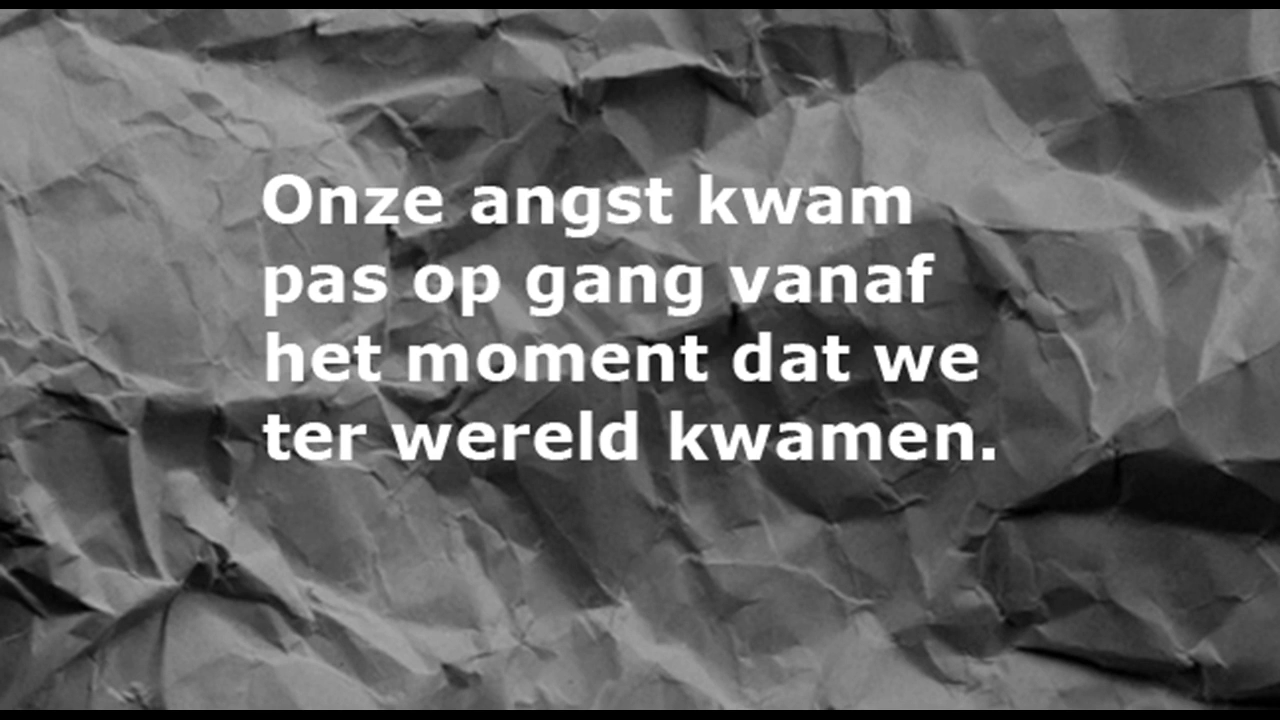 Onze angst kwam
pas op gang vanaf
het moment dat we
ter wereld kwamen.